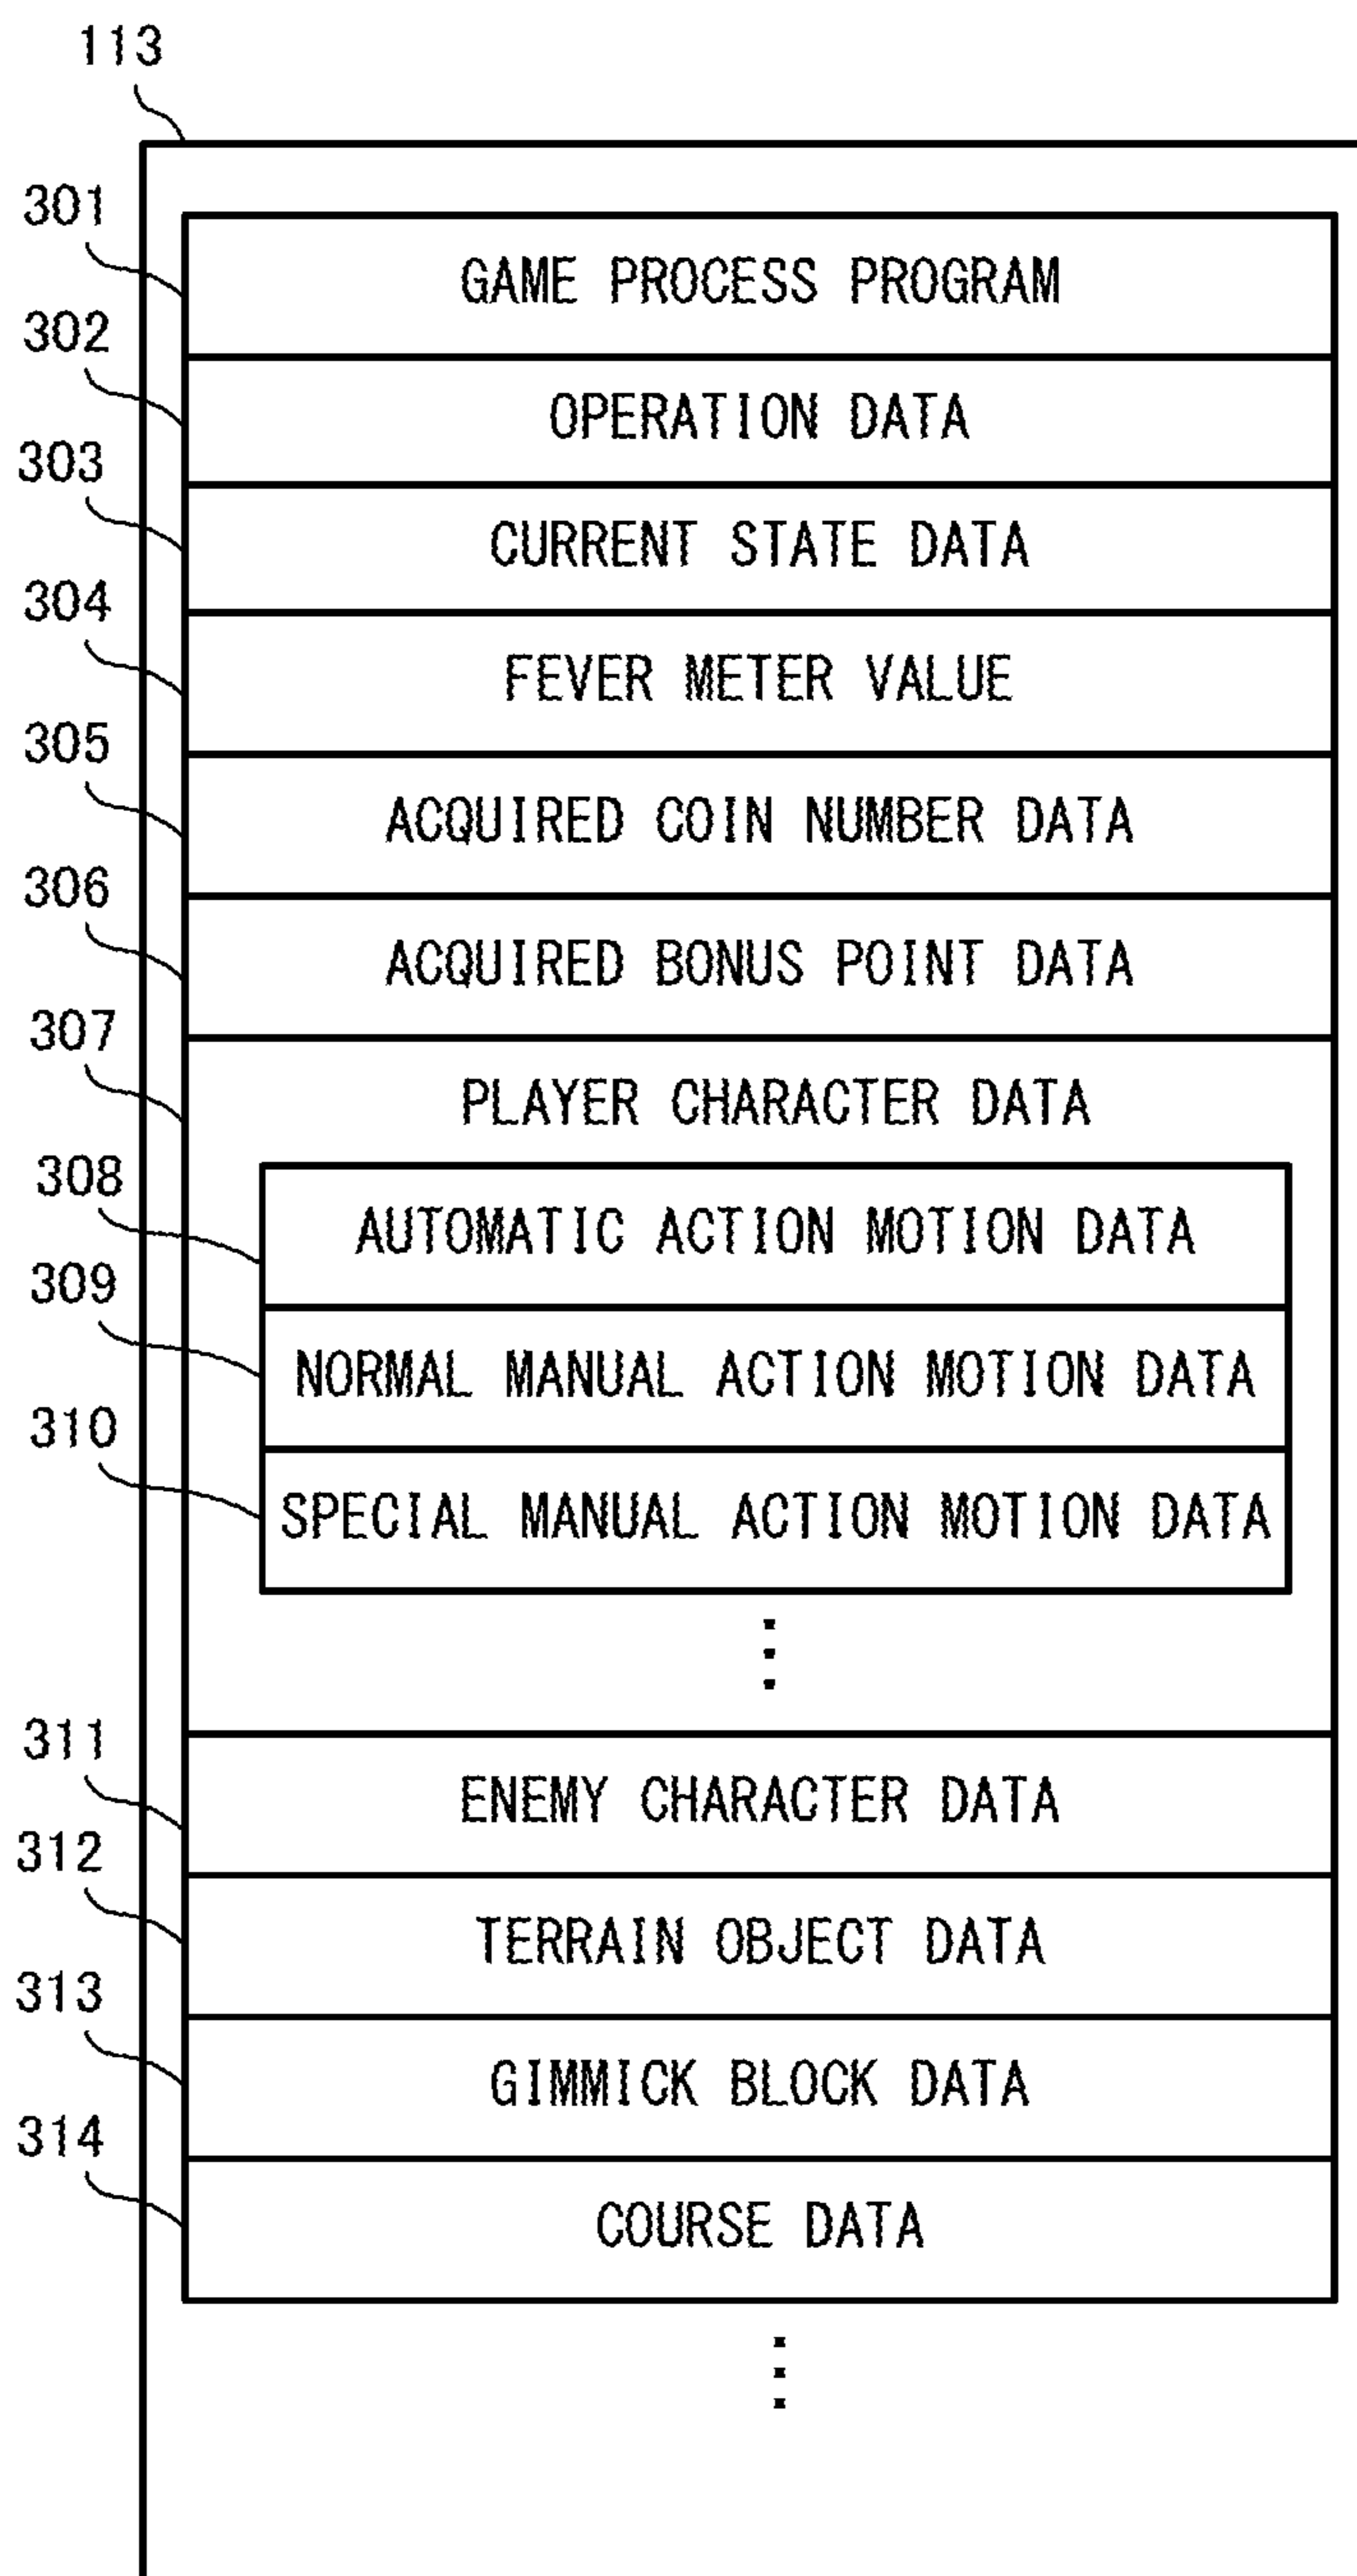 113
301
GAME PROCESS PROGRAM
302
OPERATION DATA
303
CURRENT STATE DATA
304
FEVER METER VALUE
305
ACQUIRED COIN NUMBER DATA
306
ACQUIRED BONUS POINT DATA
307
PLAYER CHARACTER DATA
308
AUTOMATIC ACTION MOTION DATA
309
NORMAL MANUAL ACTION MOTION DATA
310
SPECIAL MANUAL ACTION MOTION DATA
311
ENEMY CHARACTER DATA
312
TERRAIN OBJECT DATA
313
GIMMICK BLOCK DATA
314
COURSE DATA